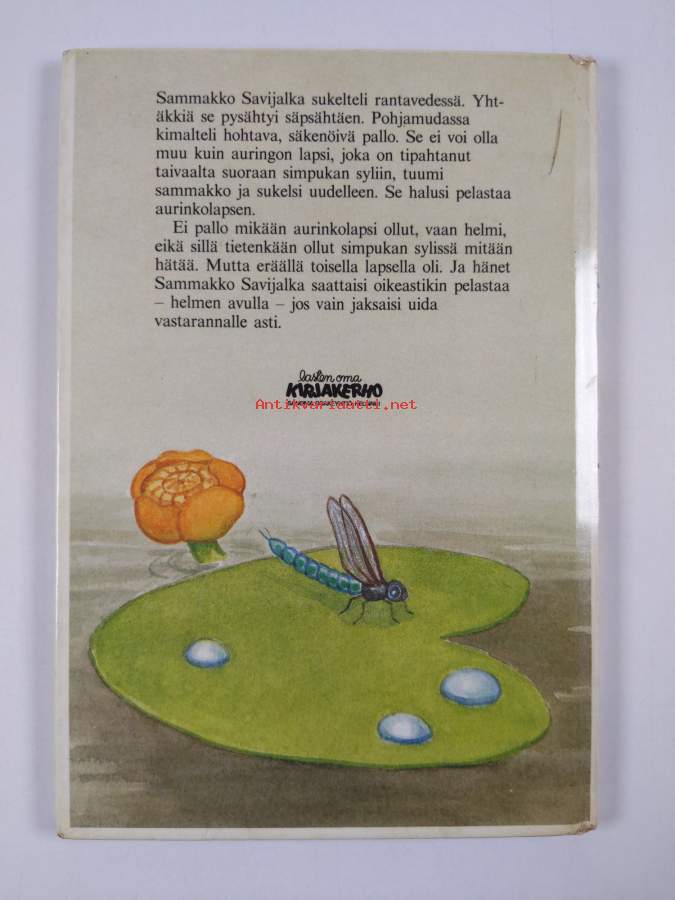 Sammakko Savijalka sukelteli rantavedessä. Yht-
äkkiä se pysähtyi säpsähtäen. Pohjamudassa
kimalteli hohtava, säkenöivä pallo. Se ei voi olla
muu kuin auringon lapsi, joka on tipahtanut
taivaalta suoraan simpukan syliin, tuumi
sammakko ja sukelsi uudelleen. Se halusi pelastaa
aurinkolapsen.
Ei pallo mikään aurinkolapsi ollut, vaan helmi,
eikä sillä tietenkään ollut simpukan sylissä mitään
hätää. Mutta eräällä toisella lapsella oli. Ja hänet
Sammakko Savijalka saattaisi oikeastikin pelastaa
– helmen avulla – jos vain jaksaisi uida
vastarannalle asti.
lasten oma
KIRJAKERHO
Antikvariaatti.net